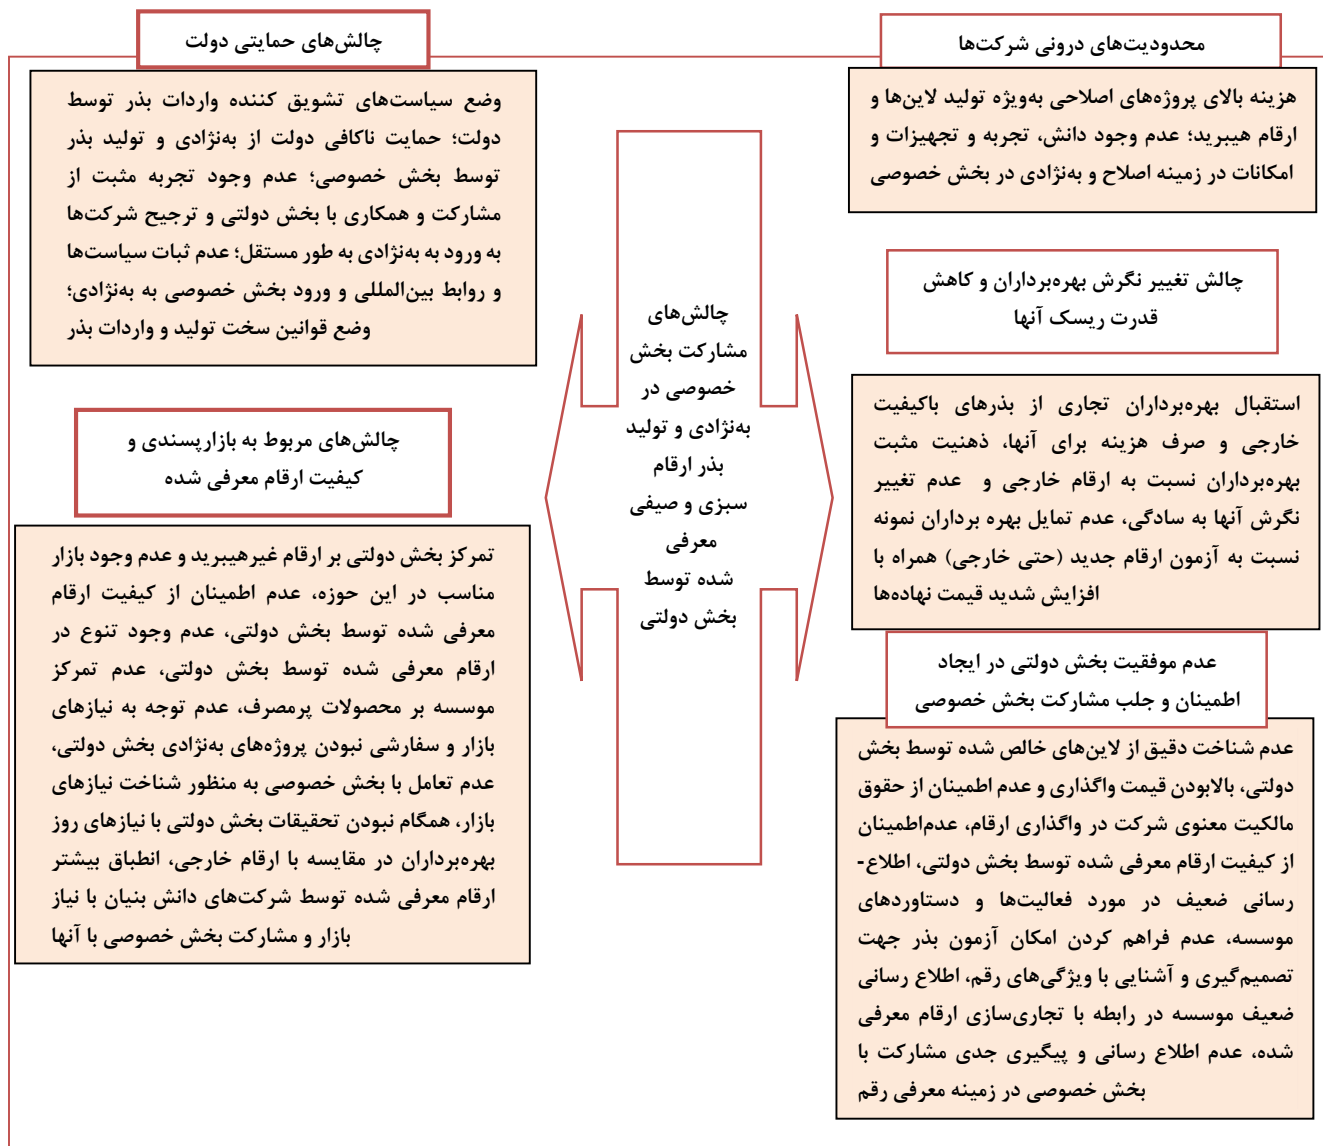 محدودیت‌های درونی شرکت‌ها
هزینه بالای پروژه‌های اصلاحی به‌ویژه تولید لاین‌ها و
ارقام هیبرید؛ عدم وجود دانش، تجربه و تجهیزات و
امکانات در زمینه اصلاح و به‌نژادی در بخش خصوصی
چالش تغییر نگرش بهره‌برداران و کاهش
قدرت ریسک آنها
استقبال بهره‌برداران تجاری از بذرهای باکیفیت
خارجی و صرف هزینه برای آنها، ذهنیت مثبت
بهره‌برداران نسبت به ارقام خارجی و عدم تغییر
نگرش آنها به سادگی، عدم تمایل بهره برداران نمونه
نسبت به آزمون ارقام جدید (حتی خارجی) همراه با
افزایش شدید قیمت نهاده‌ها
عدم موفقیت بخش دولتی در ایجاد
اطمینان و جلب مشارکت بخش خصوصی
عدم شناخت دقیق از لاین‌های خالص شده توسط بخش
دولتی، بالابودن قیمت واگذاری و عدم اطمینان از حقوق
مالکیت معنوی شرکت در واگذاری ارقام، عدم‌اطمینان
از کیفیت ارقام معرفی شده توسط بخش دولتی، اطلاع-
رسانی ضعیف در مورد فعالیت‌ها و دستاوردهای
موسسه، عدم فراهم کردن امکان آزمون بذر جهت
تصمیم‌گیری و آشنایی با ویژگی‌های رقم، اطلاع رسانی
ضعیف موسسه در رابطه با تجاری‌سازی ارقام معرفی
شده، عدم اطلاع رسانی و پیگیری جدی مشارکت با
بخش خصوصی در زمینه معرفی رقم
چالش‌های
مشارکت بخش
خصوصی در
به‌نژادی و تولید
بذر ارقام
سبزی و صیفی
معرفی
شده توسط
بخش دولتی
چالش‌های حمایتی دولت
وضع سیاست‌های تشویق کننده واردات بذر توسط
دولت؛ حمایت ناکافی دولت از به‌نژادی و تولید بذر
توسط بخش خصوصی؛ عدم وجود تجربه مثبت از
مشارکت و همکاری با بخش دولتی و ترجیح شرکت‌ها
به ورود به به‌نژادی به طور مستقل؛ عدم ثبات سیاست‌ها
و روابط بین‌المللی و ورود بخش خصوصی به به‌نژادی؛
وضع قوانین سخت تولید و واردات بذر
چالش‌های مربوط به بازارپسندی و
کیفیت ارقام معرفی شده
تمرکز بخش دولتی بر ارقام غیرهیبرید و عدم وجود بازار
مناسب در این حوزه، عدم اطمینان از کیفیت ارقام
معرفی شده توسط بخش دولتی، عدم وجود تنوع در
ارقام معرفی شده توسط بخش دولتی، عدم تمرکز
موسسه بر محصولات پرمصرف، عدم توجه به نیازهای
بازار و سفارشی نبودن پروژه‌های به‌نژادی بخش دولتی،
عدم تعامل با بخش خصوصی به منظور شناخت نیازهای
بازار، همگام نبودن تحقیقات بخش دولتی با نیازهای روز
بهره‌برداران در مقایسه با ارقام خارجی، انطباق بیشتر
ارقام معرفی شده توسط شرکت‌های دانش بنیان با نیاز
بازار و مشارکت بخش خصوصی با آنها